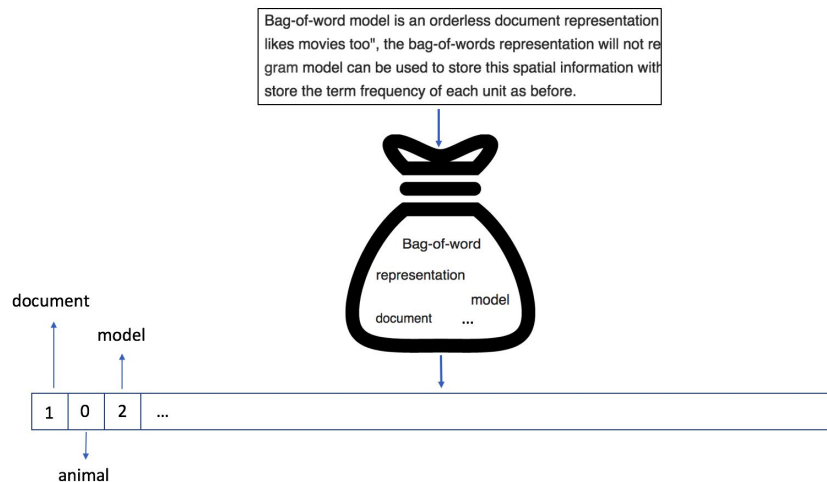 Bag-of-word model is an orderless document representation
likes movies too", the bag-of-words representation will not re
gram model can be used to store this spatial information with
store the term frequency of each unit as before.
Bag-of-word
representation
model
document ...
document
model
1 0 2 ...
animal